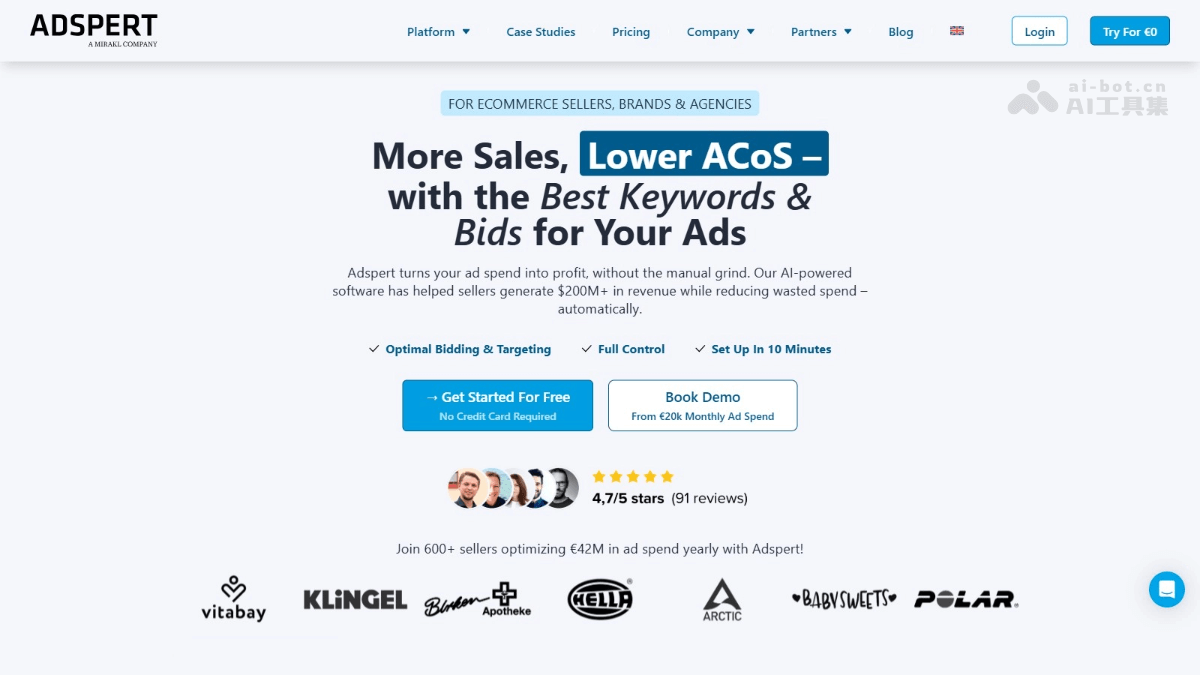 ADSPERT
A MIRAKL COMPANY
Platform
Case Studies
Pricing
Company
Partners
Blog
Login
Try For €0
ai-bot.cn
AI工具集
FOR ECOMMERCE SELLERS, BRANDS & AGENCIES
More Sales, Lower ACoS –
with the Best Keywords &
Bids for Your Ads
Adspert turns your ad spend into profit, without the manual grind. Our AI-powered
software has helped sellers generate $200M+ in revenue while reducing wasted spend –
automatically.
Optimal Bidding & Targeting
Full Control
Set Up In 10 Minutes
→ Get Started For Free
No Credit Card Required
Book Demo
From €20k Monthly Ad Spend
4,7/5 stars (91 reviews)
Join 600+ sellers optimizing €42M in ad spend yearly with Adspert!
vitabay
KLiNGEL
Birken Apotheke
HELLA
ARCTIC
BABYSWEETS
POLAR